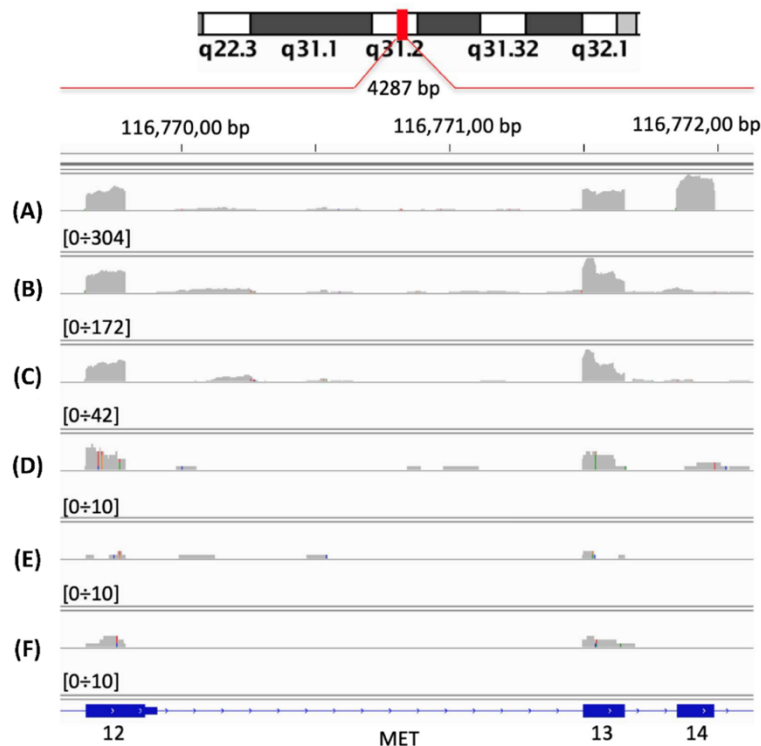 q22.3 q31.1 q31.2 q31.32 q32.1
4287 bp
116,770,00 bp 116,771,00 bp 116,772,00 bp
(A)
[0÷304]
(B)
[0÷172]
(C)
[0÷42]
(D)
[0÷10]
(E)
[0÷10]
(F)
[0÷10]
12 MET 13 14